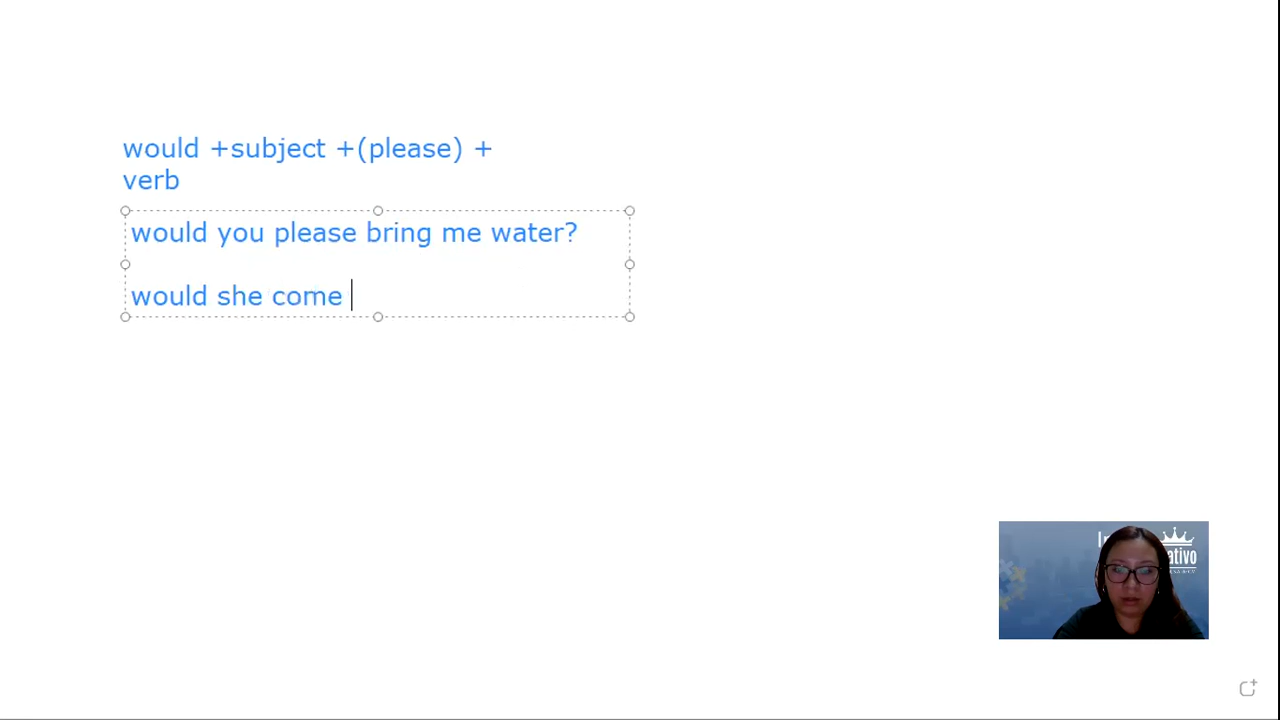 would +subject +(please) +
verb
would you please bring me water?
would she come